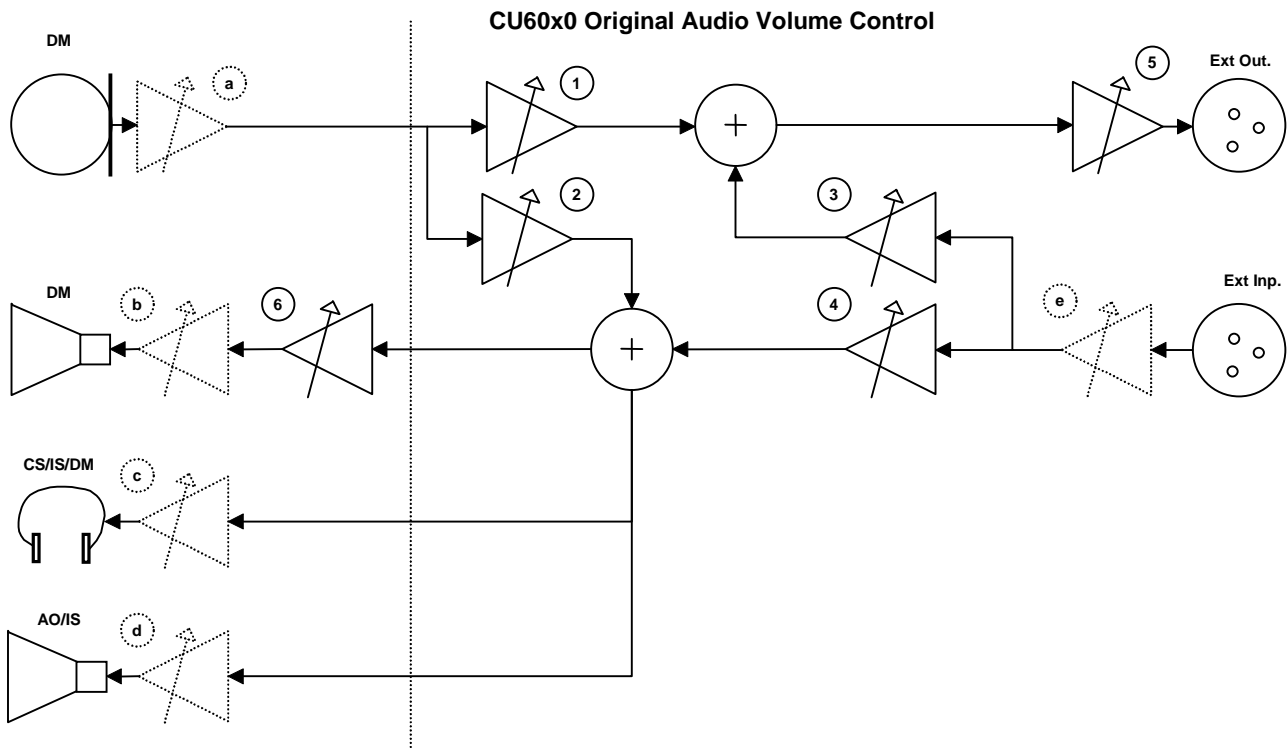 CU60x0 Original Audio Volume Control
DM
a
1
5
Ext Out.
+
2
3
DM
b
6
4
e
Ext Inp.
+
CS/IS/DM
c
AO/IS
d